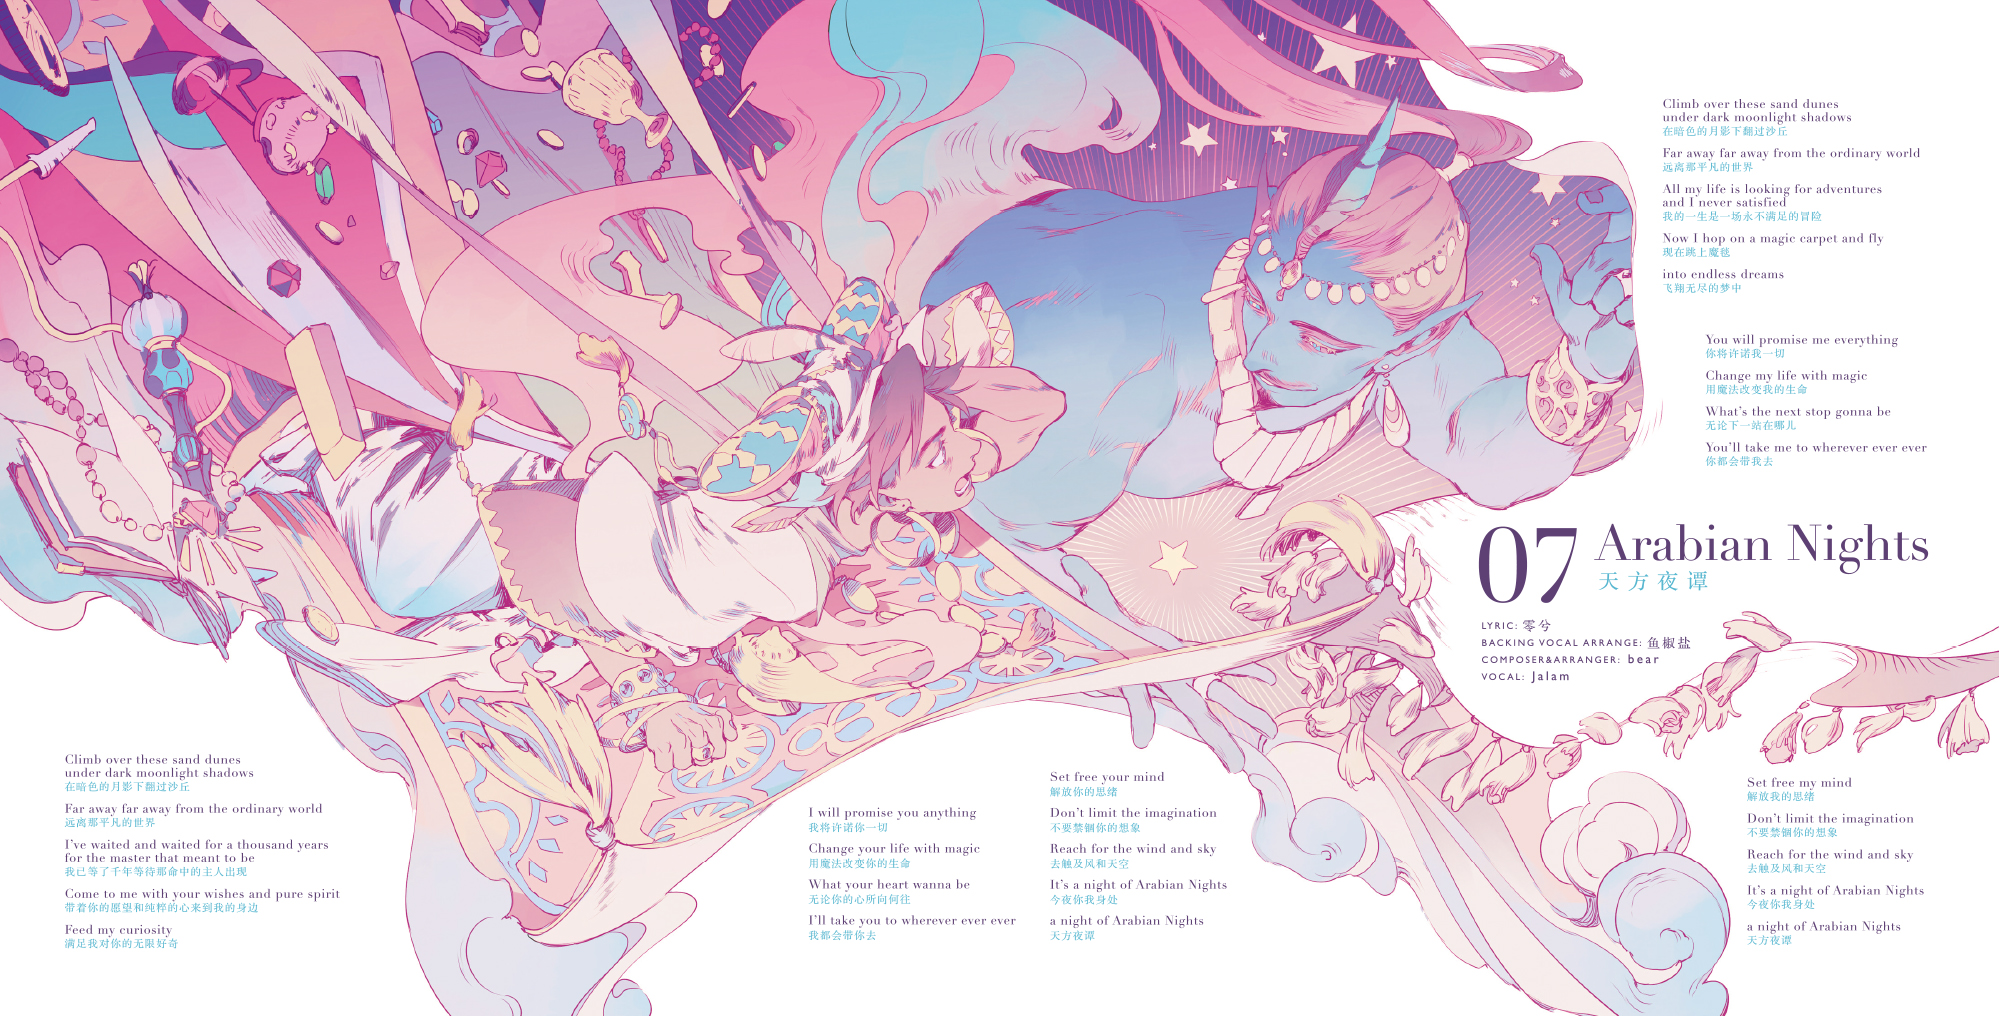 Climb over these sand dunes
under dark moonlight shadows
在暗色的月影下翻过沙丘
Far away far away from the ordinary world
远离那平凡的世界
I've waited and waited for a thousand years
for the master that meant to be
我已等了千年等待那命中的主人出现
Come to me with your wishes and pure spirit
带着你的愿望和纯粹的心来到我的身边
Feed my curiosity
满足我对你的无限好奇
I will promise you anything
我将许诺你一切
Change your life with magic
用魔法改变你的生命
What your heart wanna be
无论你的心所向何往
I'll take you to wherever ever ever
我都会带你去
Set free your mind
解放你的思绪
Don't limit the imagination
不要禁锢你的想象
Reach for the wind and sky
去触及风和天空
It's a night of Arabian Nights
今夜你我身处
a night of Arabian Nights
天方夜谭
Climb over these sand dunes
under dark moonlight shadows
在暗色的月影下翻过沙丘
Far away far away from the ordinary world
远离那平凡的世界
All my life is looking for adventures
and I never satisfied
我的一生是一场永不满足的冒险
Now I hop on a magic carpet and fly
现在跳上魔毯
into endless dreams
飞翔无尽的梦中
You will promise me everything
你将许诺我一切
Change my life with magic
用魔法改变我的生命
What's the next stop gonna be
无论下一站在哪儿
You'll take me to wherever ever ever
你都会带我去
07 Arabian Nights
天方夜谭
LYRIC: 零兮
BACKING VOCAL ARRANGE: 鱼椒盐
COMPOSER&ARRANGER: bear
VOCAL: Jalam
Set free my mind
解放我的思绪
Don't limit the imagination
不要禁锢你的想象
Reach for the wind and sky
去触及风和天空
It's a night of Arabian Nights
今夜你我身处
a night of Arabian Nights
天方夜谭